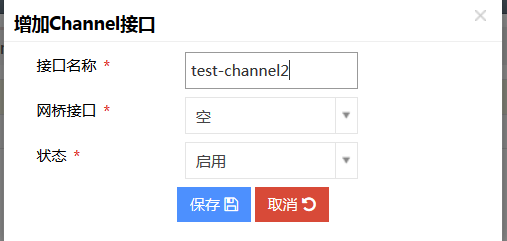 增加Channel接口
接口名称 * test-channel2
网桥接口 * 空
状态 * 启用
保存 取消